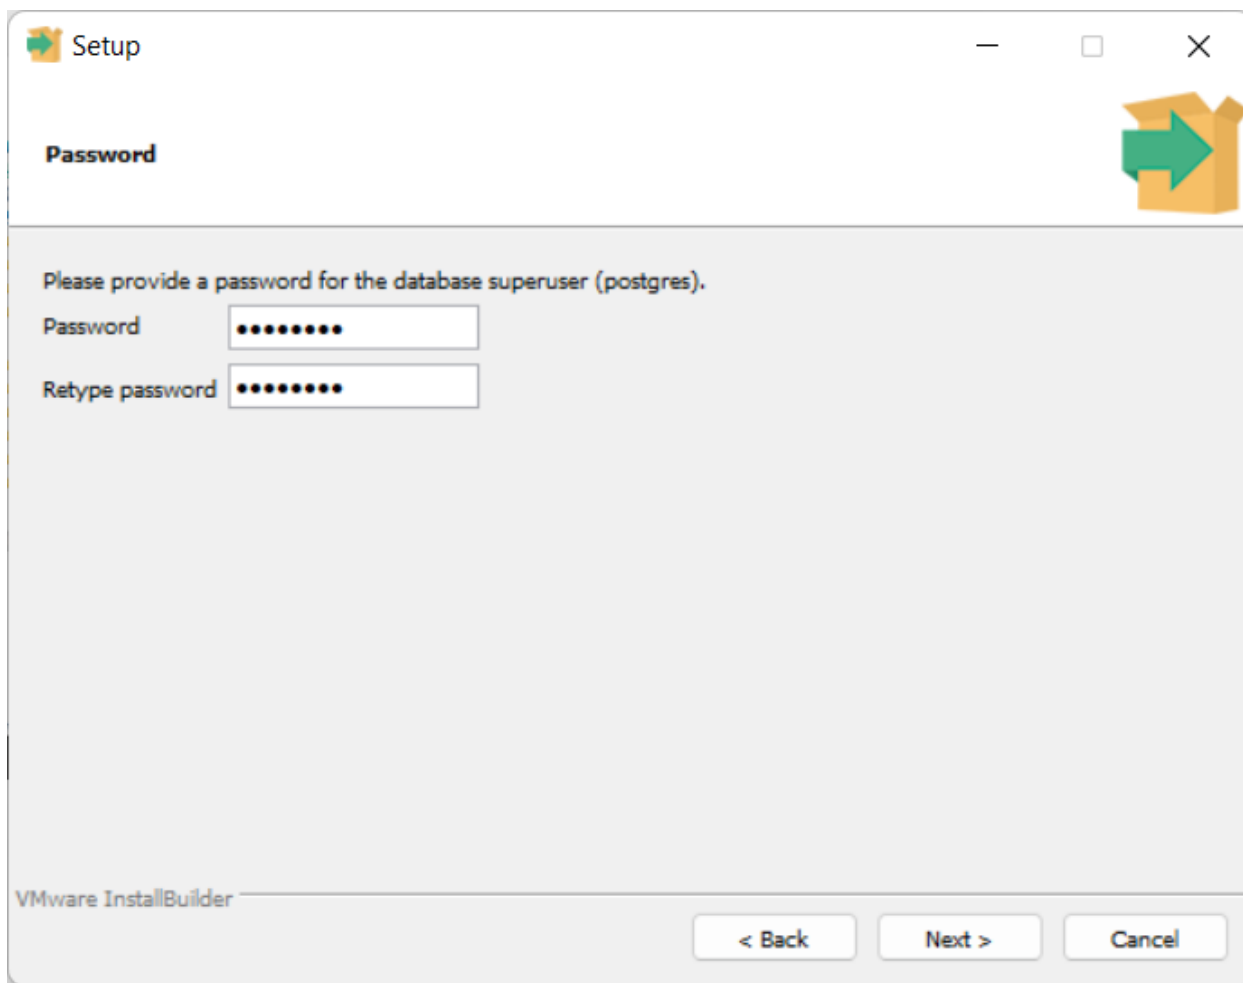 Setup
Password
Please provide a password for the database superuser (postgres).
Password ••••••••
Retype password ••••••••
VMware InstallBuilder
< Back Next > Cancel